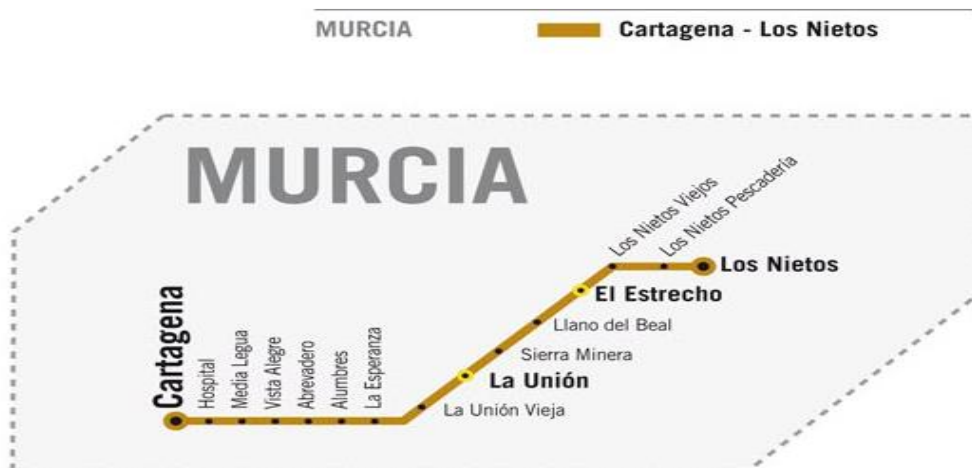 MURCIA
Cartagena - Los Nietos
MURCIA
Cartagena
Hospital
Media Legua
Vista Alegre
Abrevadero
Alumbres
La Esperanza
La Unión Vieja
La Unión
Sierra Minera
Llano del Beal
El Estrecho
Los Nietos Viejos
Los Nietos Pescadería
Los Nietos